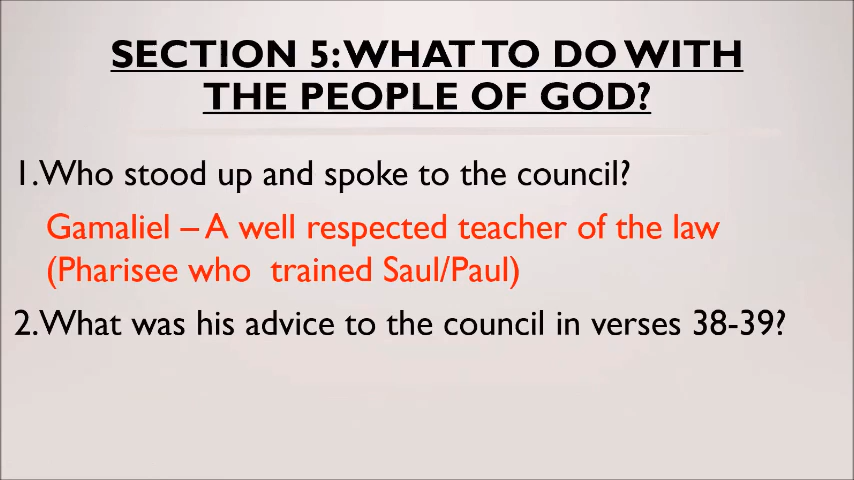 SECTION 5: WHAT TO DO WITH
THE PEOPLE OF GOD?
1. Who stood up and spoke to the council?
Gamaliel – A well respected teacher of the law
(Pharisee who trained Saul/Paul)
2. What was his advice to the council in verses 38-39?